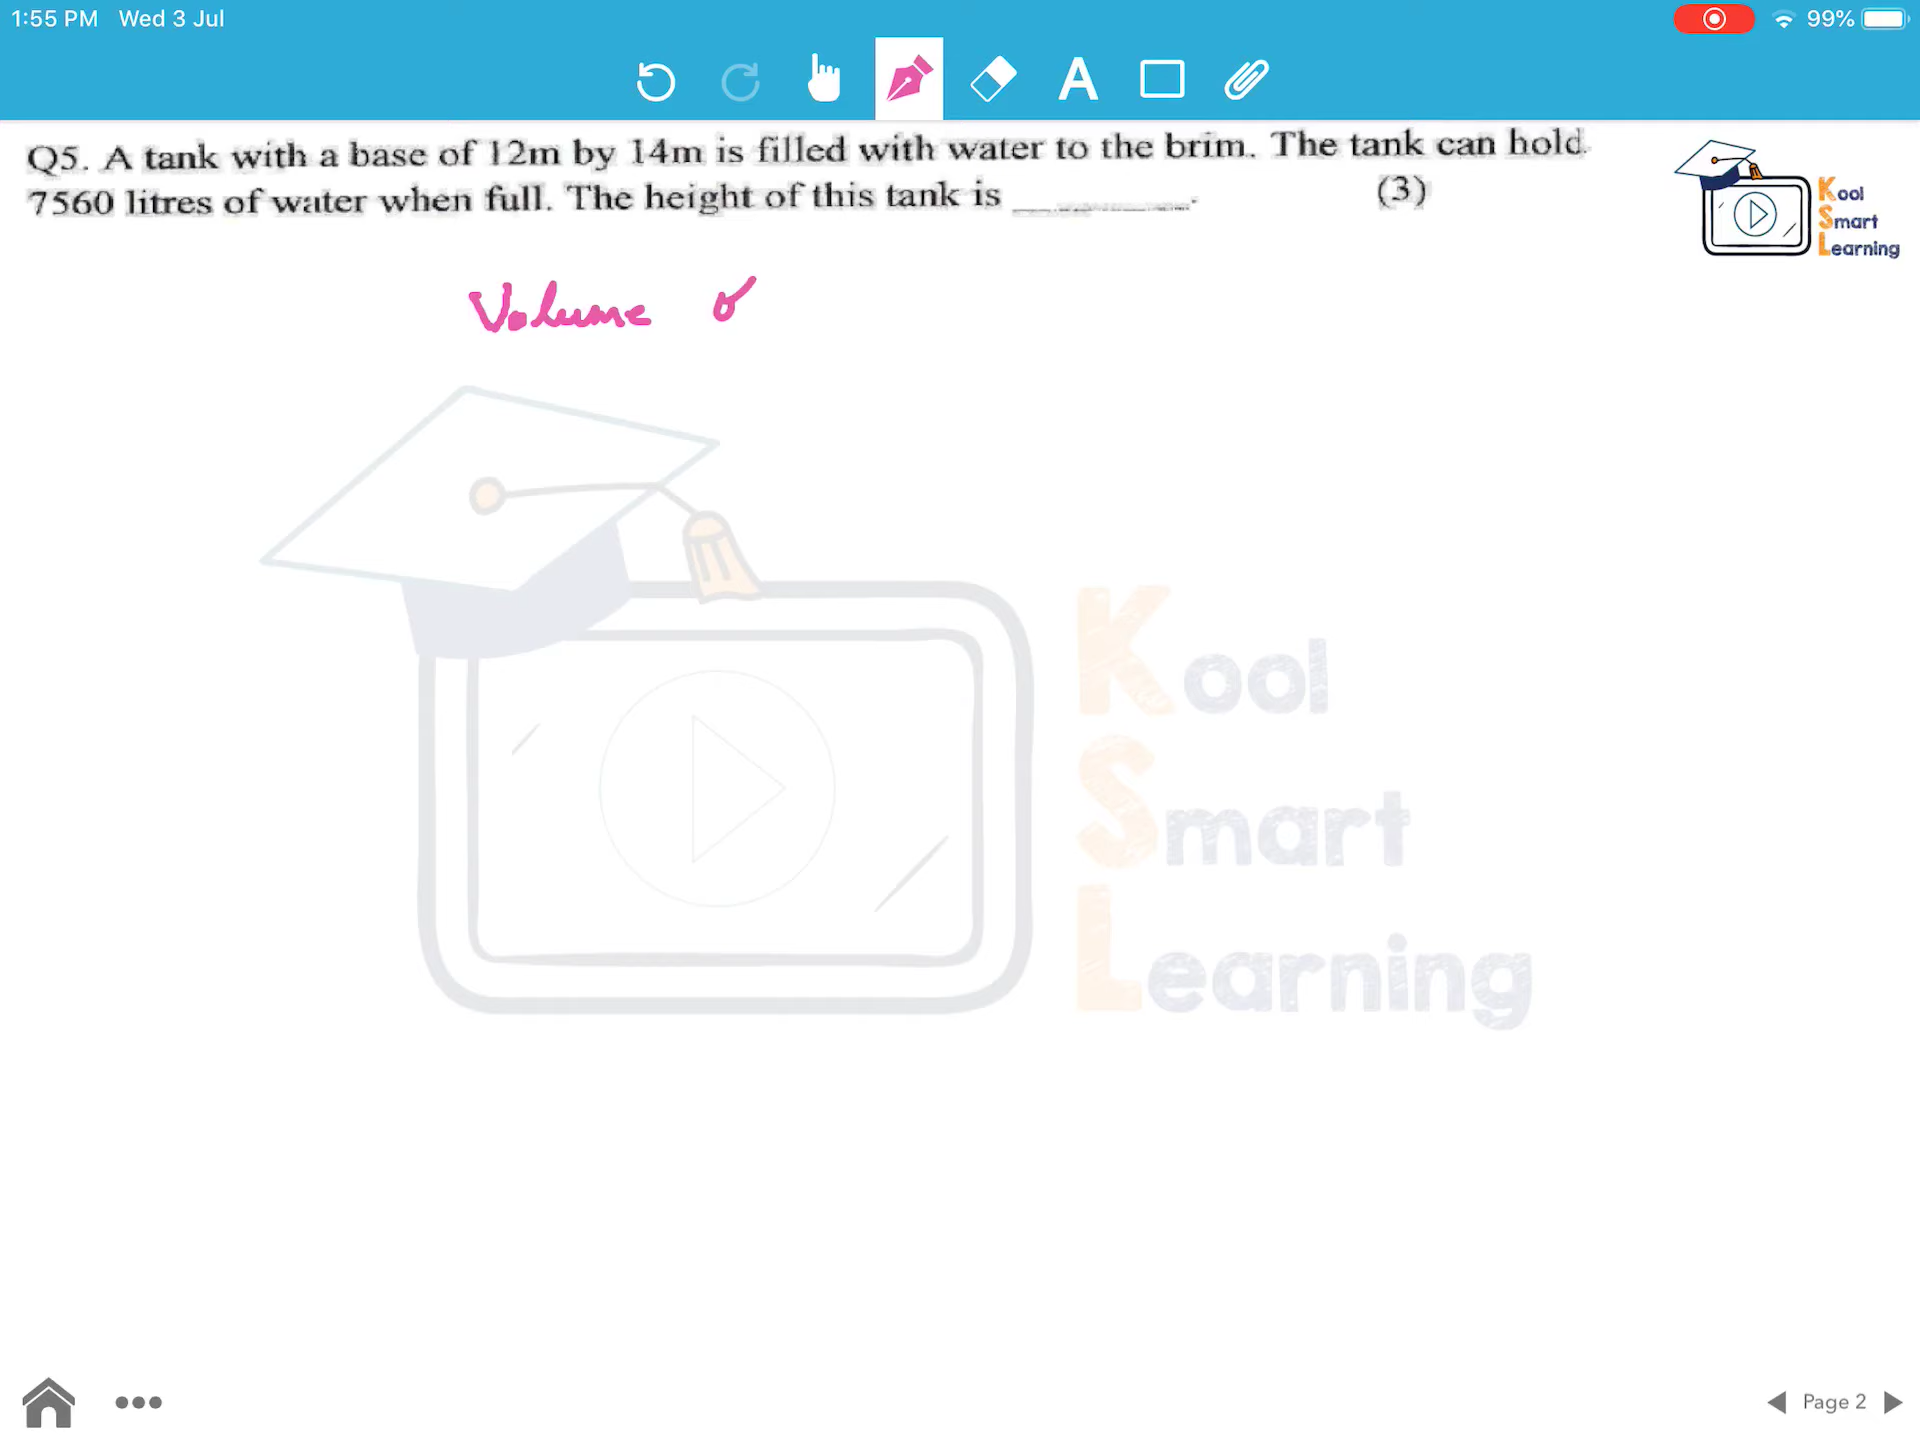 1:55 PM Wed 3 Jul
99%
A
Q5. A tank with a base of 12m by 14m is filled with water to the brim. The tank can hold
7560 litres of water when full. The height of this tank is ________. (3)
Kool
Smart
Learning
Volume of
Kool
Smart
Learning
Page 2